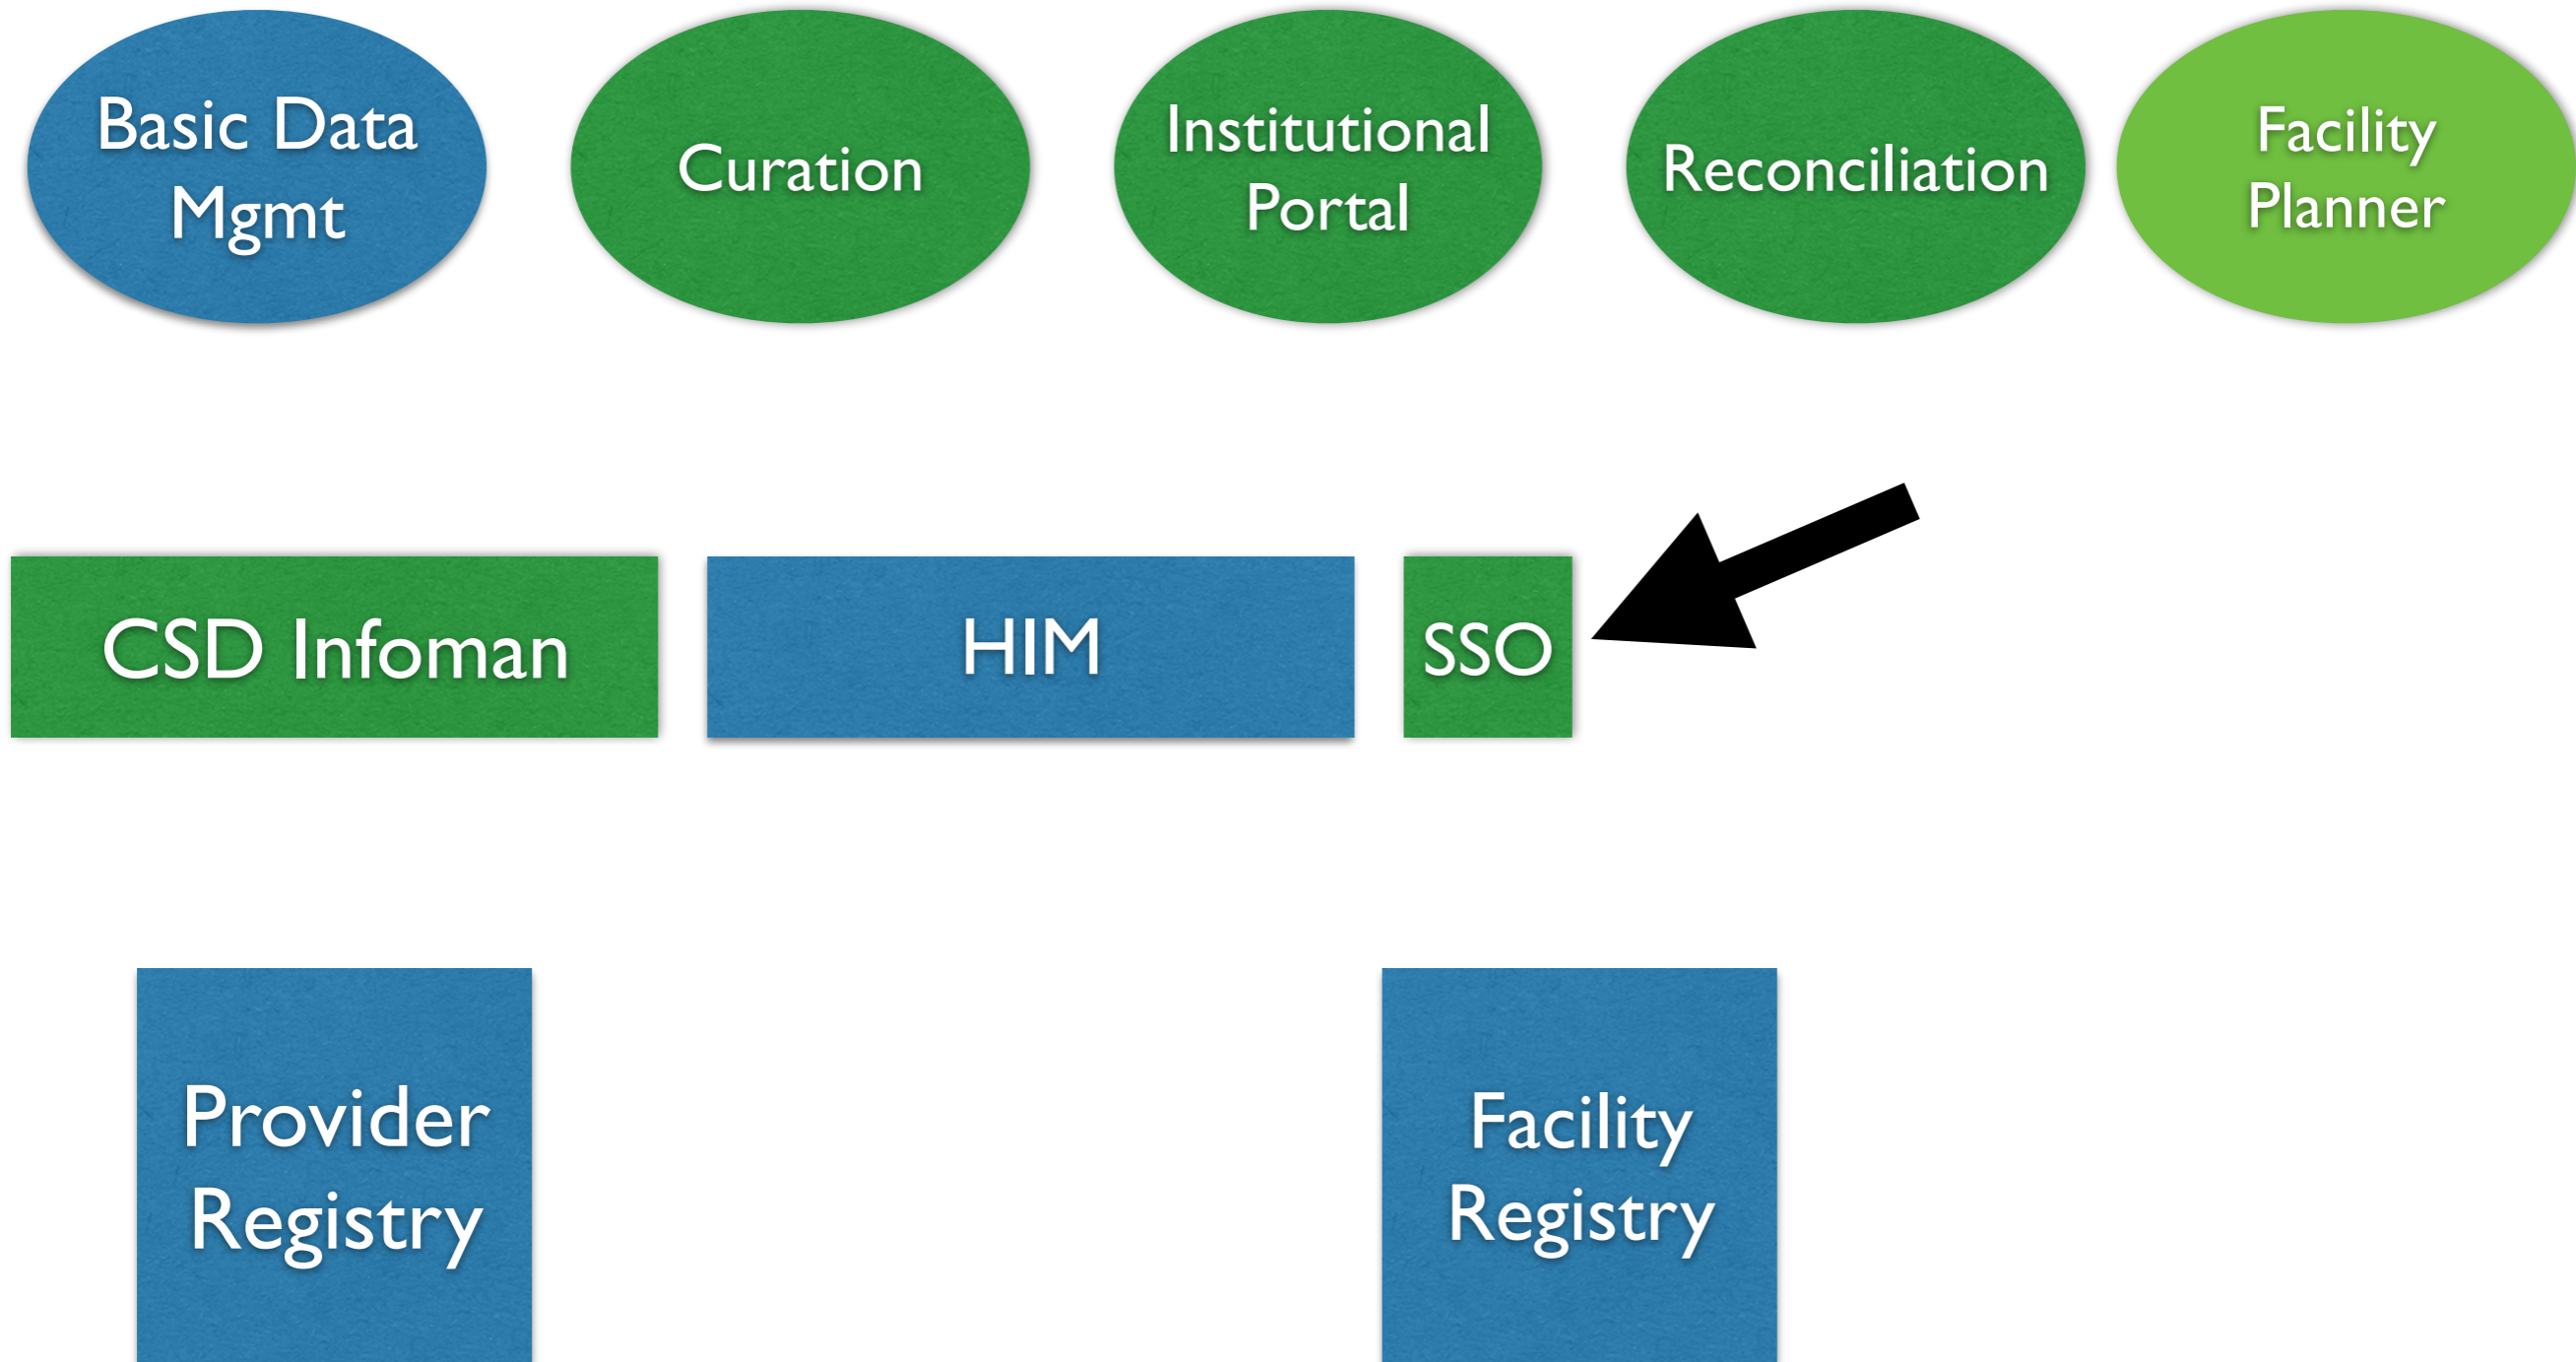 Basic Data
Mgmt
Curation
Institutional
Portal
Reconciliation
Facility
Planner
CSD Infoman
HIM
SSO
Provider
Registry
Facility
Registry